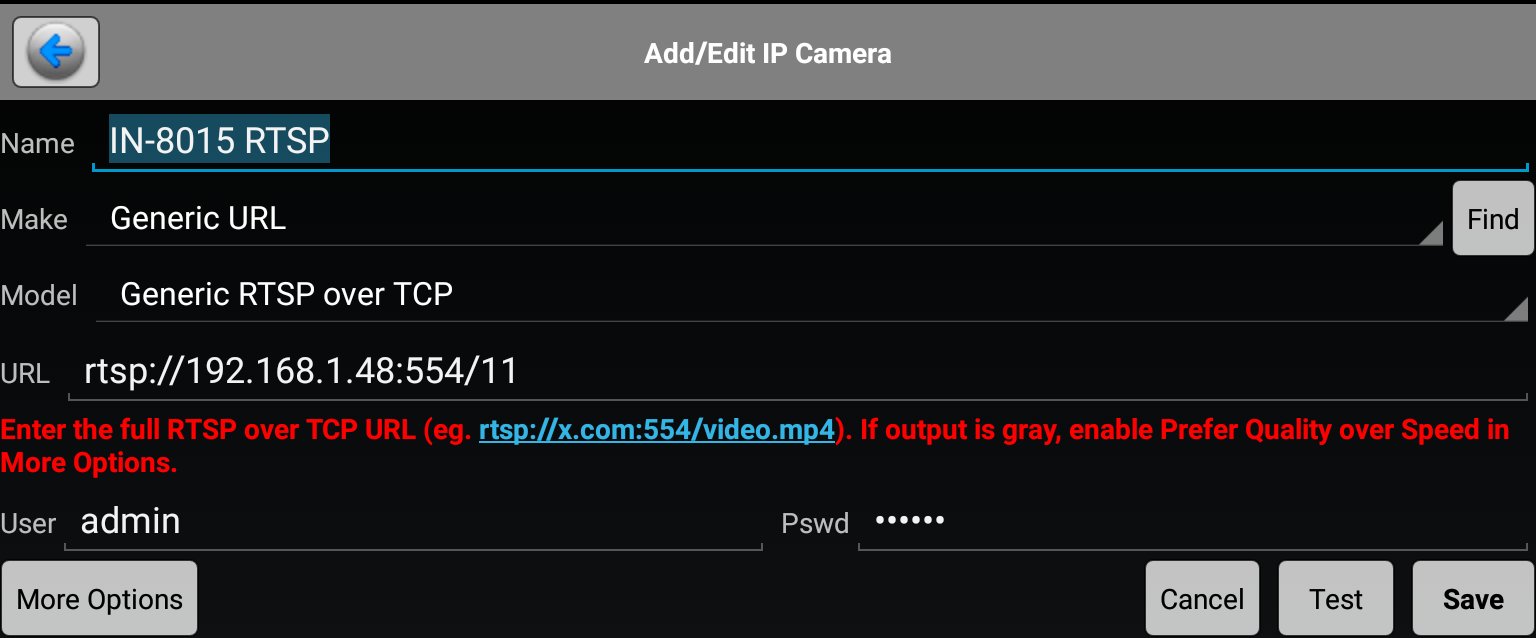 Add/Edit IP Camera
Name IN-8015 RTSP
Make Generic URL Find
Model Generic RTSP over TCP
URL rtsp://192.168.1.48:554/11
Enter the full RTSP over TCP URL (eg. rtsp://x.com:554/video.mp4). If output is gray, enable Prefer Quality over Speed in
More Options.
User admin Pswd ••••••
More Options Cancel Test Save